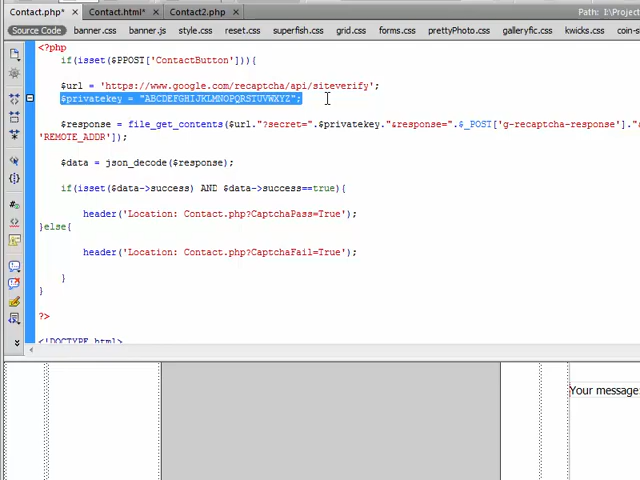 Contact.php* × Contact.html* × Contact2.php × Path: I:\Project
Source Code banner.css banner.js style.css reset.css superfish.css grid.css forms.css prettyPhoto.css galleryfic.css kwicks.css coin-s
<?php
if(isset($PPOST['ContactButton'])){
$url = 'https://www.google.com/recaptcha/api/siteverify';
$privatekey = "ABCDEFGHIJKLMNOPQRSTUVWXYZ";
$response = file_get_contents($url."?secret=".$privatekey."&response=".$_POST['g-recaptcha-response']."&
'REMOTE_ADDR']);
$data = json_decode($response);
if(isset($data->success) AND $data->success==true){
header('Location: Contact.php?CaptchaPass=True');
}else{
header('Location: Contact.php?CaptchaFail=True');
}
}
?>
<!DOCTYPE html>
Your message: